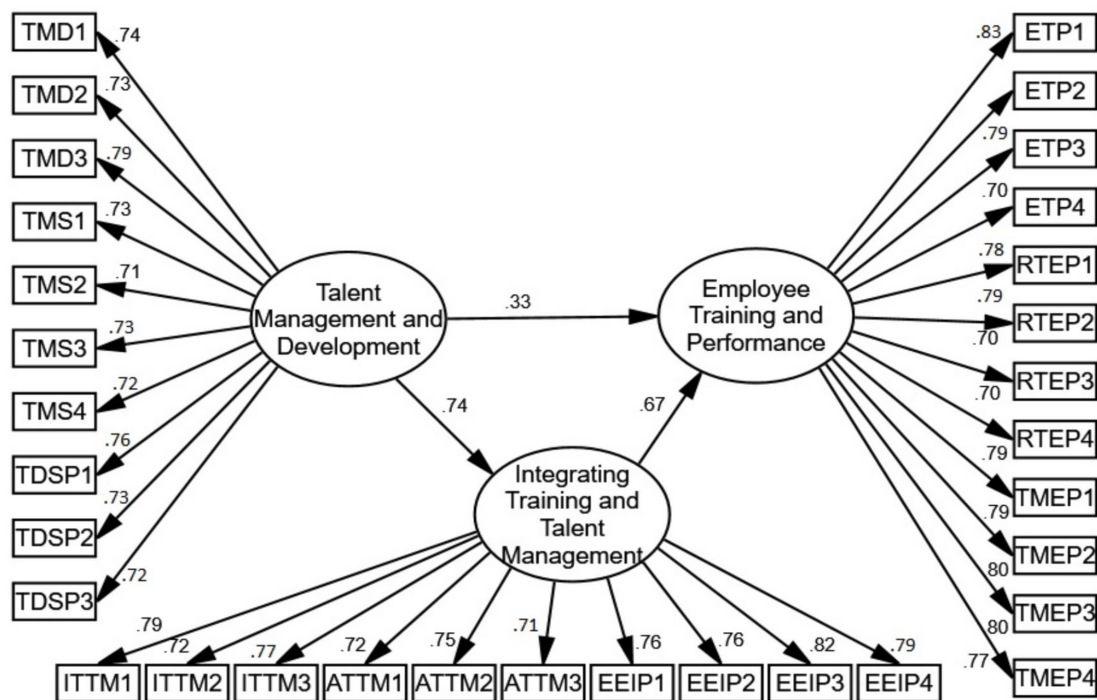 TMD1
.74
TMD2
.73
TMD3
.79
TMS1
.73
TMS2
.71
TMS3
.73
TMS4
.72
TDSP1
.76
TDSP2
.73
TDSP3
.72
Talent
Management and
Development
.33
.74
.67
Employee
Training and
Performance
Integrating
Training and
Talent
Management
.83
ETP1
ETP2
.79
ETP3
.70
ETP4
.78
RTEP1
.79
RTEP2
.70
RTEP3
.70
RTEP4
.79
TMEP1
.79
TMEP2
.80
TMEP3
.80
TMEP4
.77
.79
.72
.77
.72
.75
.71
.76
.76
.82
.79
ITTM1
ITTM2
ITTM3
ATTM1
ATTM2
ATTM3
EEIP1
EEIP2
EEIP3
EEIP4